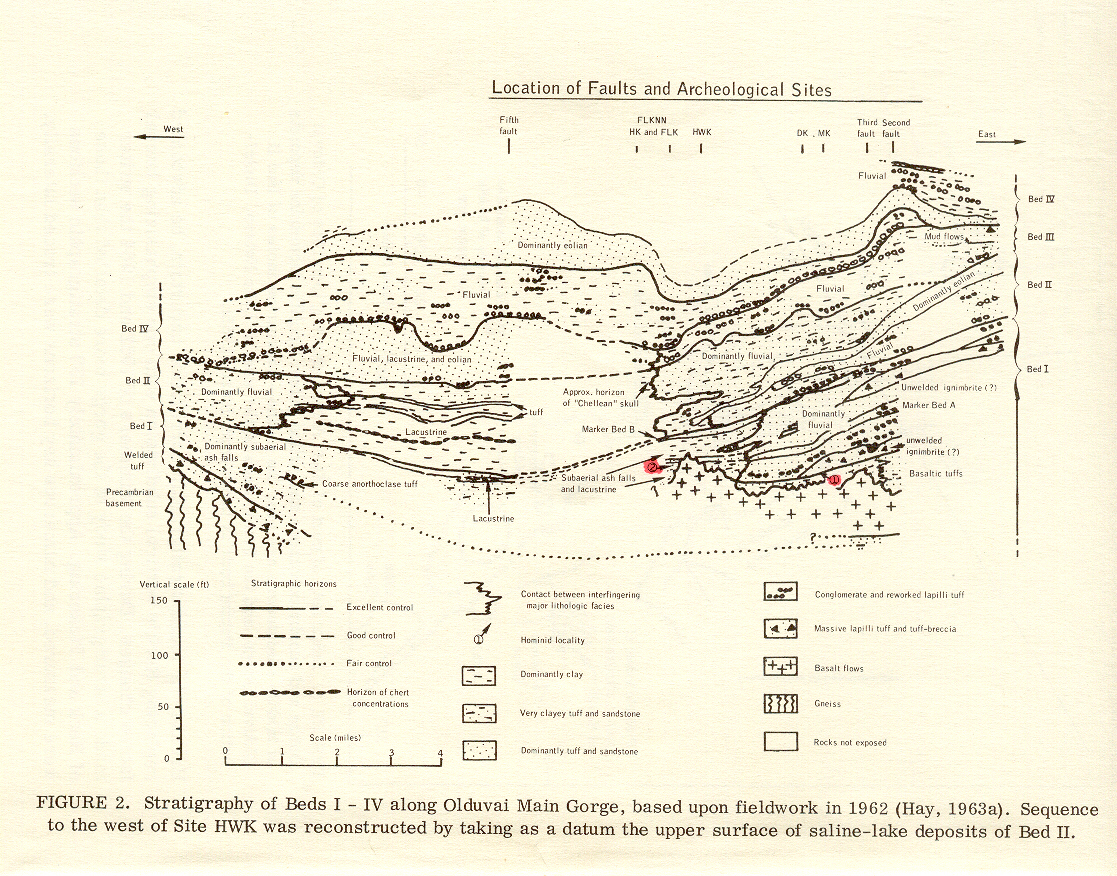 Location of Faults and Archeological Sites
West
Fifth
fault
FLKNN
HK and FLK
HWK
DK
MK
Third
fault
Second
fault
East
Fluvial
Bed IV
Mud flows
Bed III
Dominantly eolian
Fluvial
Fluvial
Dominantly eolian
Bed II
Bed IV
Fluvial, lacustrine, and eolian
Dominantly fluvial
Fluvial
Bed I
Bed II
Dominantly fluvial
Approx. horizon
of "Chellean" skull
Unwelded ignimbrite (?)
tuff
Marker Bed A
Bed I
Lacustrine
Marker Bed B
Dominantly
fluvial
Dominantly subaerial
ash falls
unwelded
ignimbrite (?)
Welded
tuff
2
Basaltic tuffs
Coarse anorthoclase tuff
Subaerial ash falls
and lacustrine
1
Precambrian
basement
Lacustrine
?
Vertical scale (ft)
150
100
50
0
Stratigraphic horizons
Excellent control
Good control
Fair control
Horizon of chert
concentrations
Scale (miles)
0 1 2 3 4
Contact between interfingering
major lithologic facies
1
Hominid locality
Dominantly clay
Very clayey tuff and sandstone
Dominantly tuff and sandstone
Conglomerate and reworked lapilli tuff
Massive lapilli tuff and tuff-breccia
Basalt flows
Gneiss
Rocks not exposed
FIGURE 2. Stratigraphy of Beds I - IV along Olduvai Main Gorge, based upon fieldwork in 1962 (Hay, 1963a). Sequence
to the west of Site HWK was reconstructed by taking as a datum the upper surface of saline-lake deposits of Bed II.